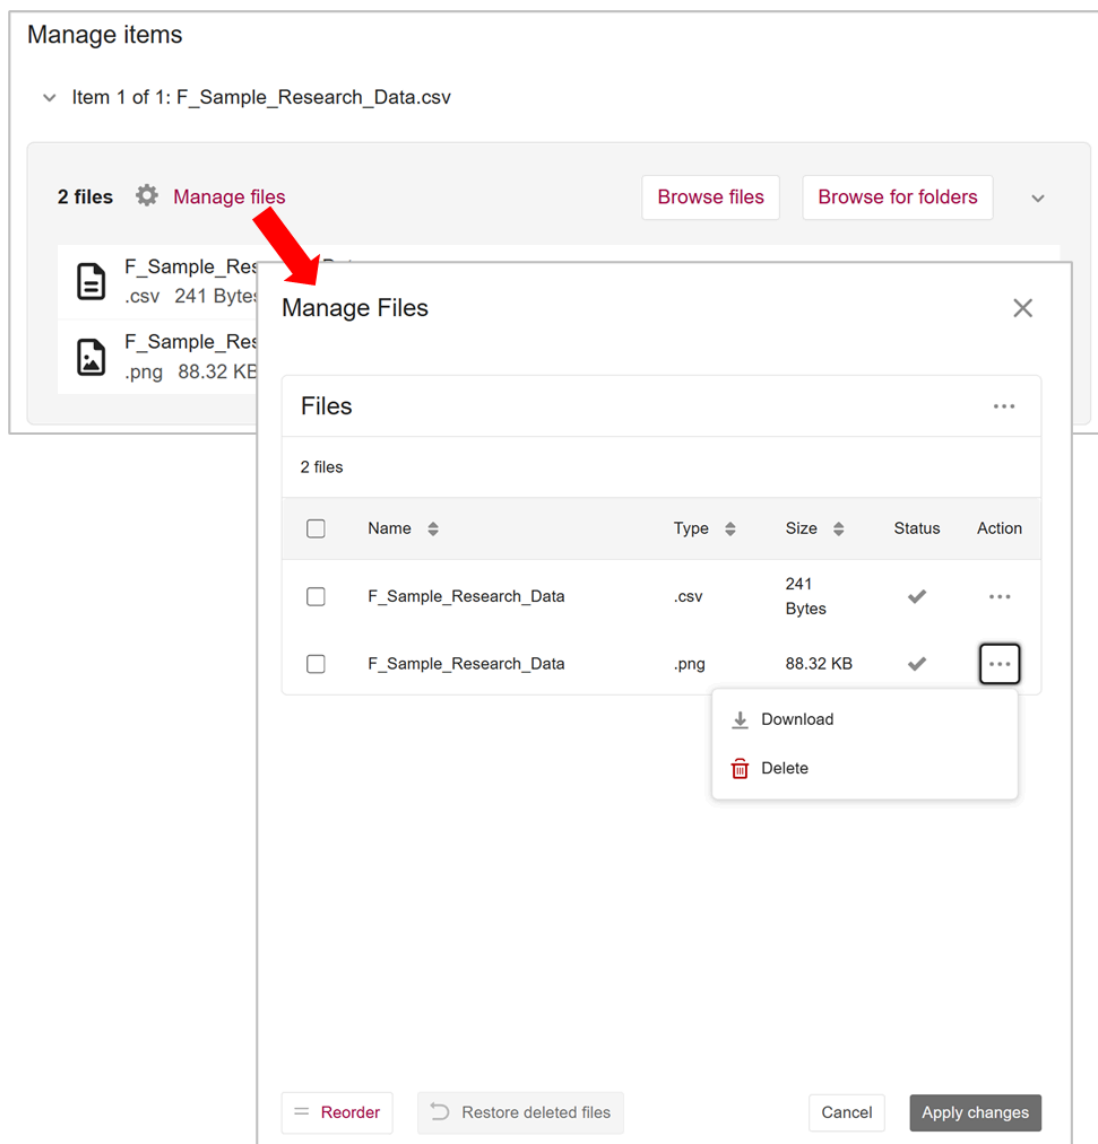 Manage items
Item 1 of 1: F_Sample_Research_Data.csv
2 files Manage files Browse files Browse for folders
F_Sample_Res
.csv 241 Bytes
F_Sample_Res
.png 88.32 KB
Manage Files
Files
2 files
Name Type Size Status Action
F_Sample_Research_Data .csv 241
Bytes
F_Sample_Research_Data .png 88.32 KB
Download
Delete
Reorder Restore deleted files Cancel Apply changes